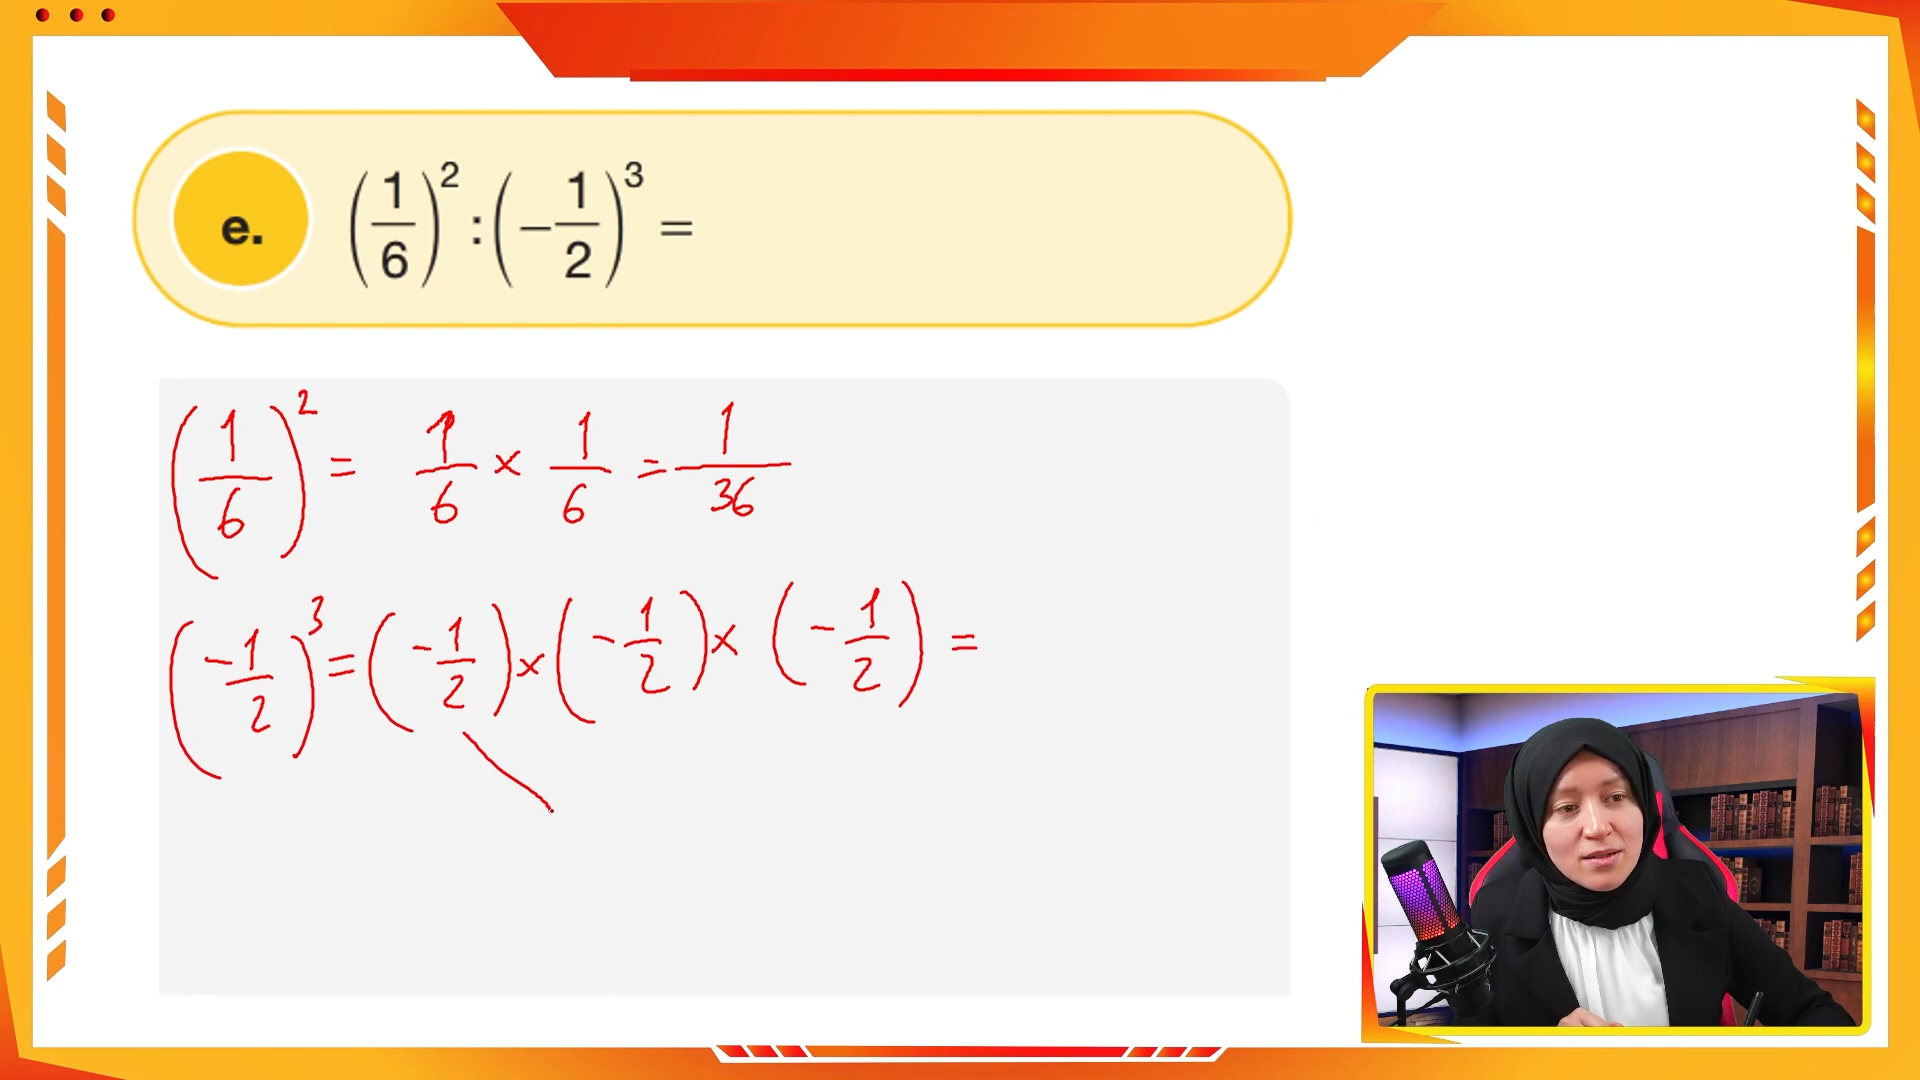 e. (1/6)² : (−1/2)³ =
(1/6)² = 1/6 × 1/6 = 1/36
(−1/2)³ = (−1/2) × (−1/2) × (−1/2) =